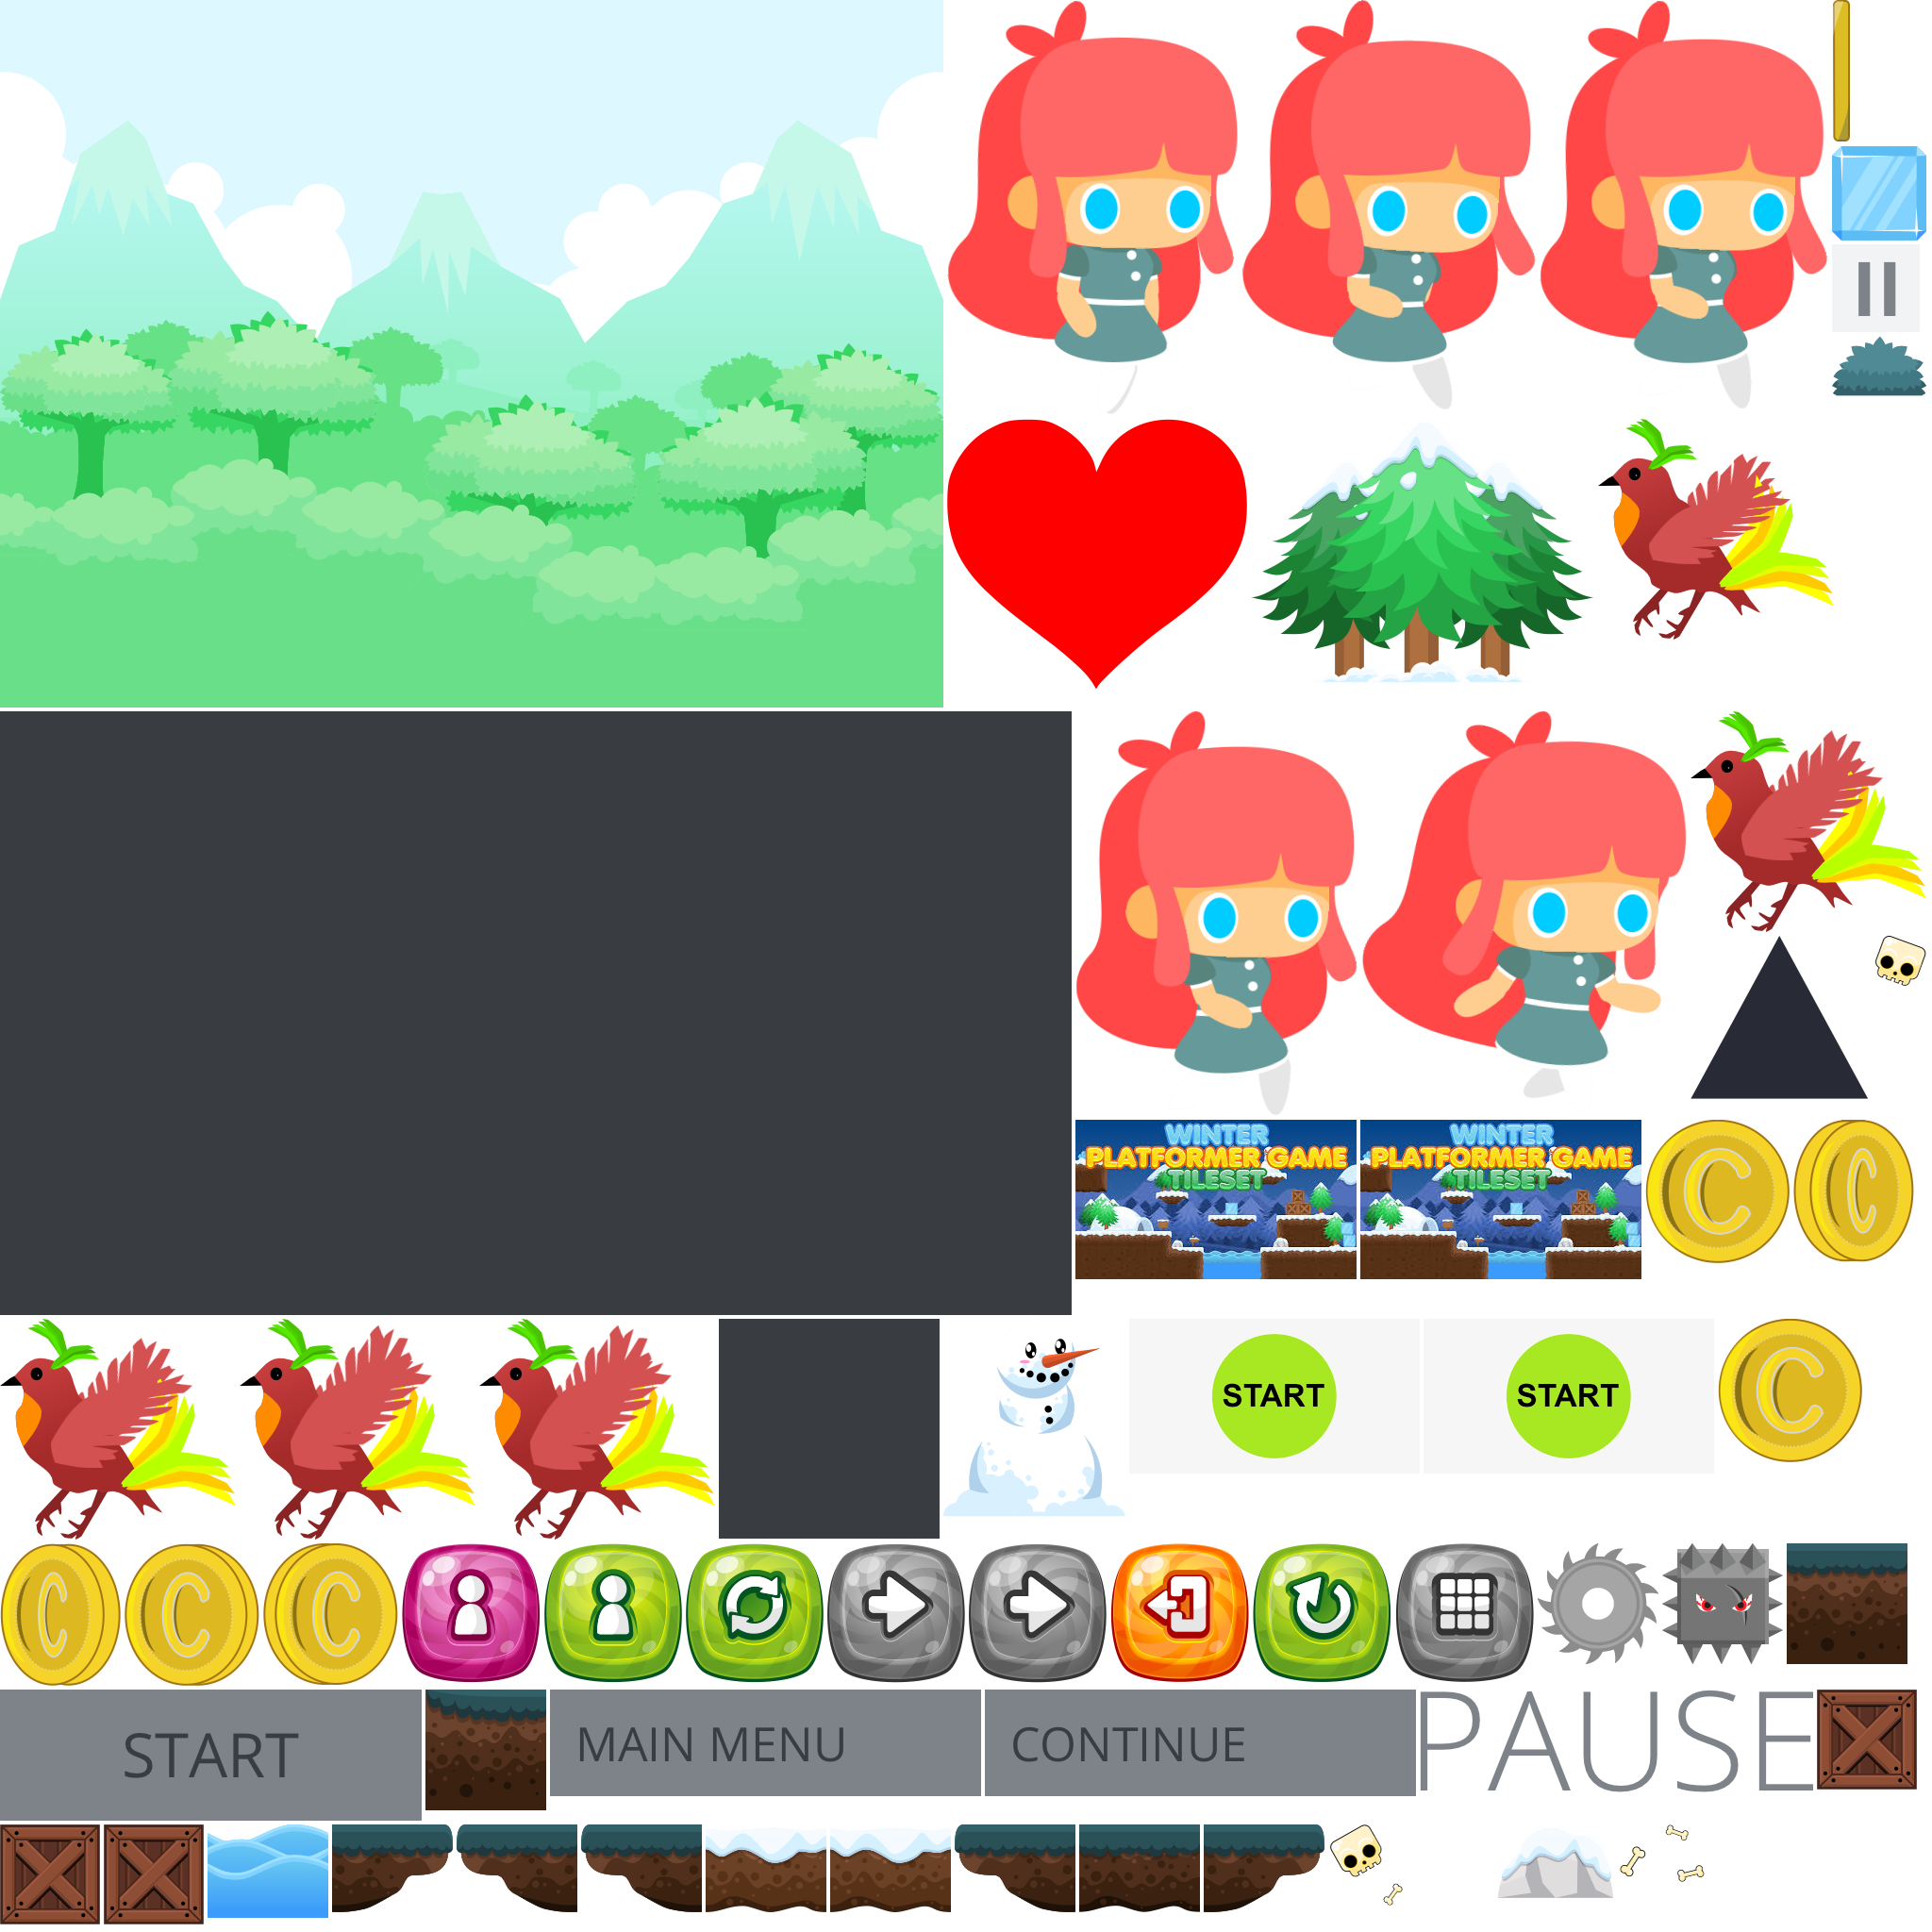 WINTER
PLATFORMER GAME
TILESET
WINTER
PLATFORMER GAME
TILESET
C
C
START
START
C
C
C
C
START
MAIN MENU
CONTINUE
PAUSE